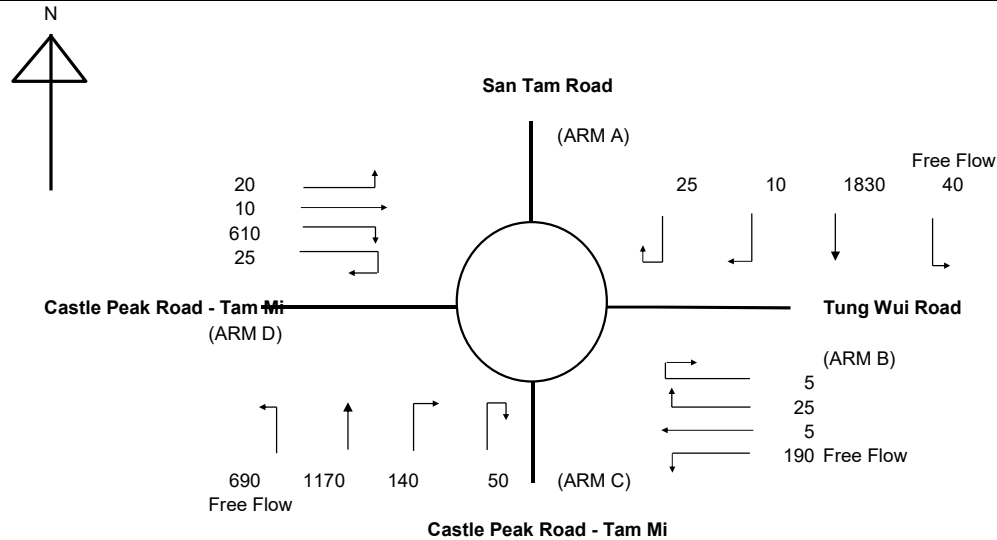 N
San Tam Road
(ARM A)
Free Flow
25 10 1830 40
20
10
610
25
Castle Peak Road - Tam Mi
(ARM D)
Tung Wui Road
(ARM B)
5
25
5
190 Free Flow
690 1170 140 50
Free Flow
(ARM C)
Castle Peak Road - Tam Mi